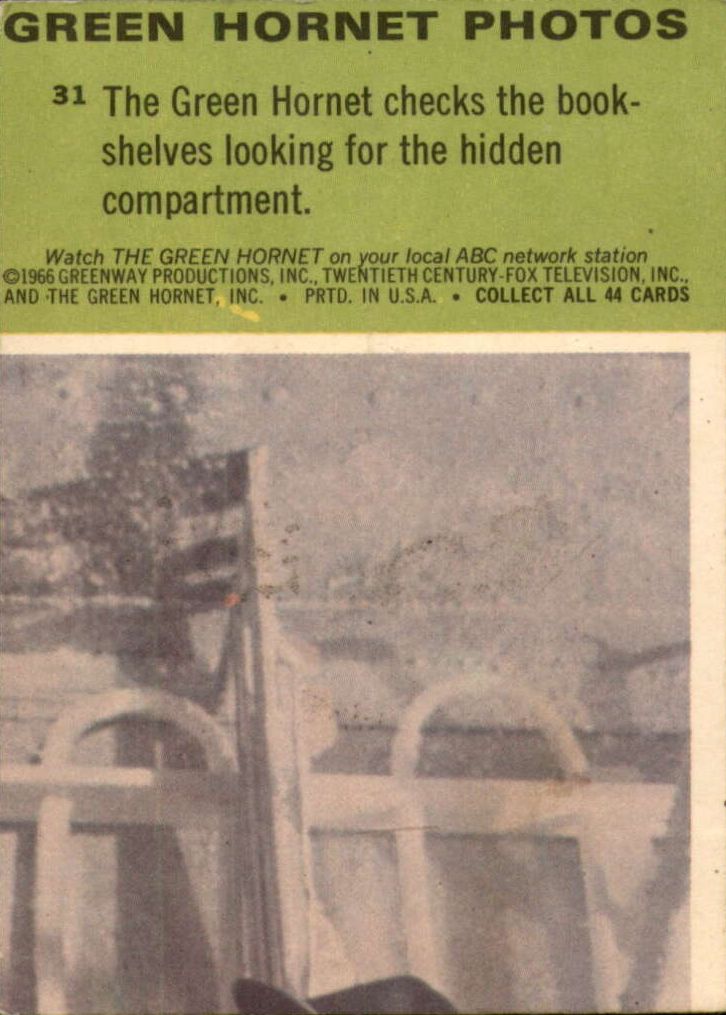 GREEN HORNET PHOTOS
31 The Green Hornet checks the book-
shelves looking for the hidden
compartment.
Watch THE GREEN HORNET on your local ABC network station
©1966 GREENWAY PRODUCTIONS, INC., TWENTIETH CENTURY-FOX TELEVISION, INC.,
AND THE GREEN HORNET, INC. • PRTD. IN U.S.A. • COLLECT ALL 44 CARDS